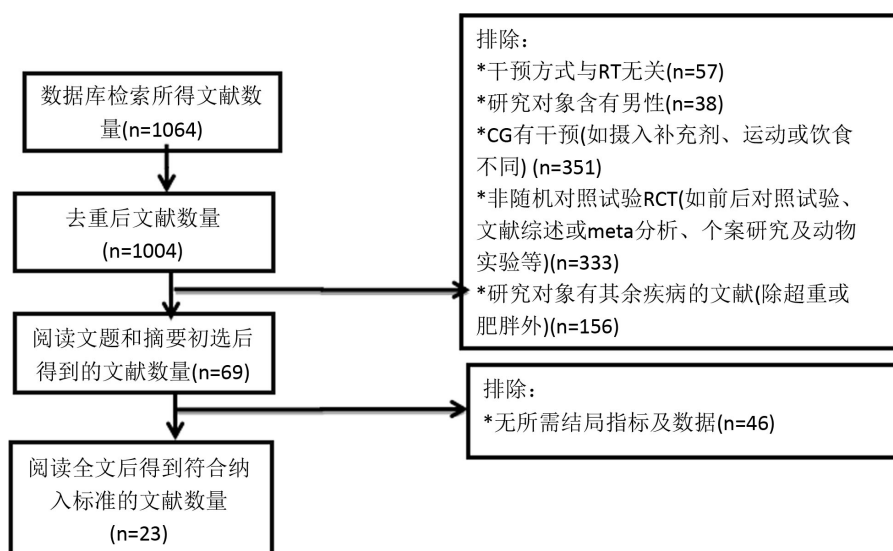 数据库检索所得文献数
量(n=1064)
去重后文献数量
(n=1004)
排除：
*干预方式与RT无关(n=57)
*研究对象含有男性(n=38)
*CG有干预(如摄入补充剂、运动或饮食
不同) (n=351)
*非随机对照试验RCT(如前后对照试验、
文献综述或meta分析、个案研究及动物
实验等)(n=333)
*研究对象有其余疾病的文献(除超重或
肥胖外)(n=156)
阅读文题和摘要初选后
得到的文献数量(n=69)
排除：
*无所需结局指标及数据(n=46)
阅读全文后得到符合纳
入标准的文献数量
(n=23)